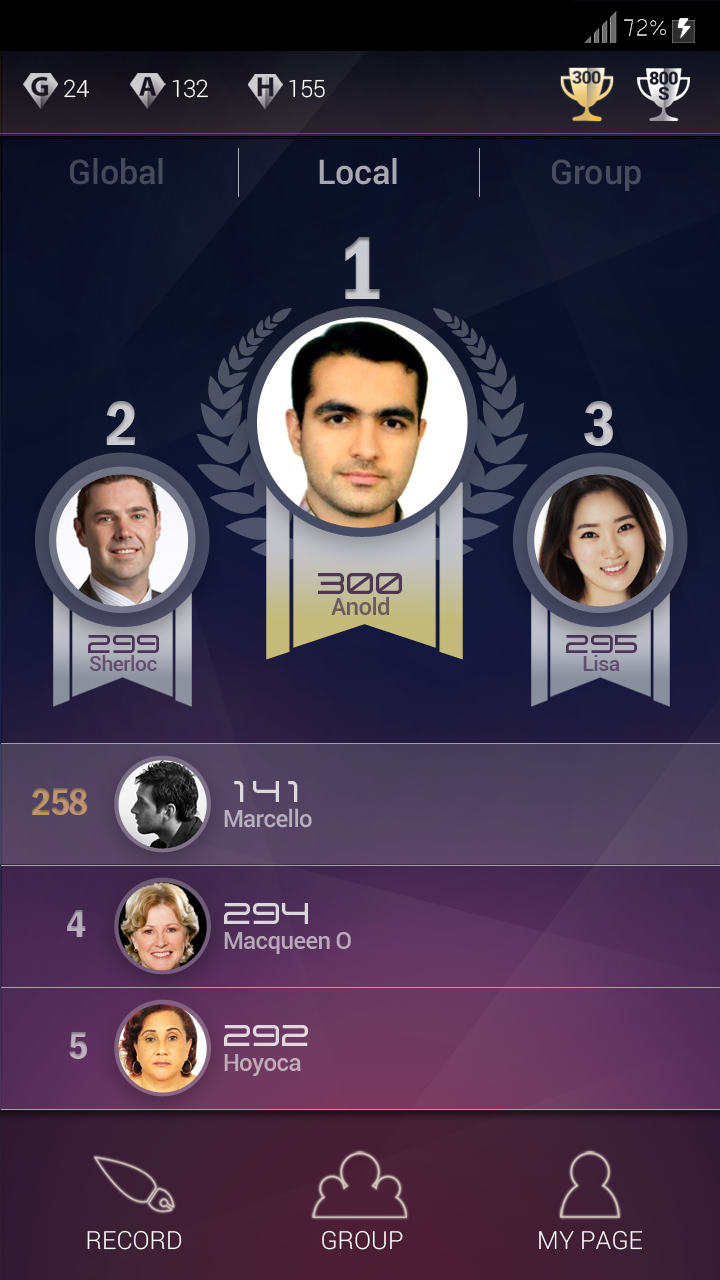 72%
G 24 A 132 H 155 300 800 S
Global Local Group
1
2
3
300
Anold
299
Sherloc
295
Lisa
258 141
Marcello
4 294
Macqueen O
5 292
Hoyoca
RECORD GROUP MY PAGE